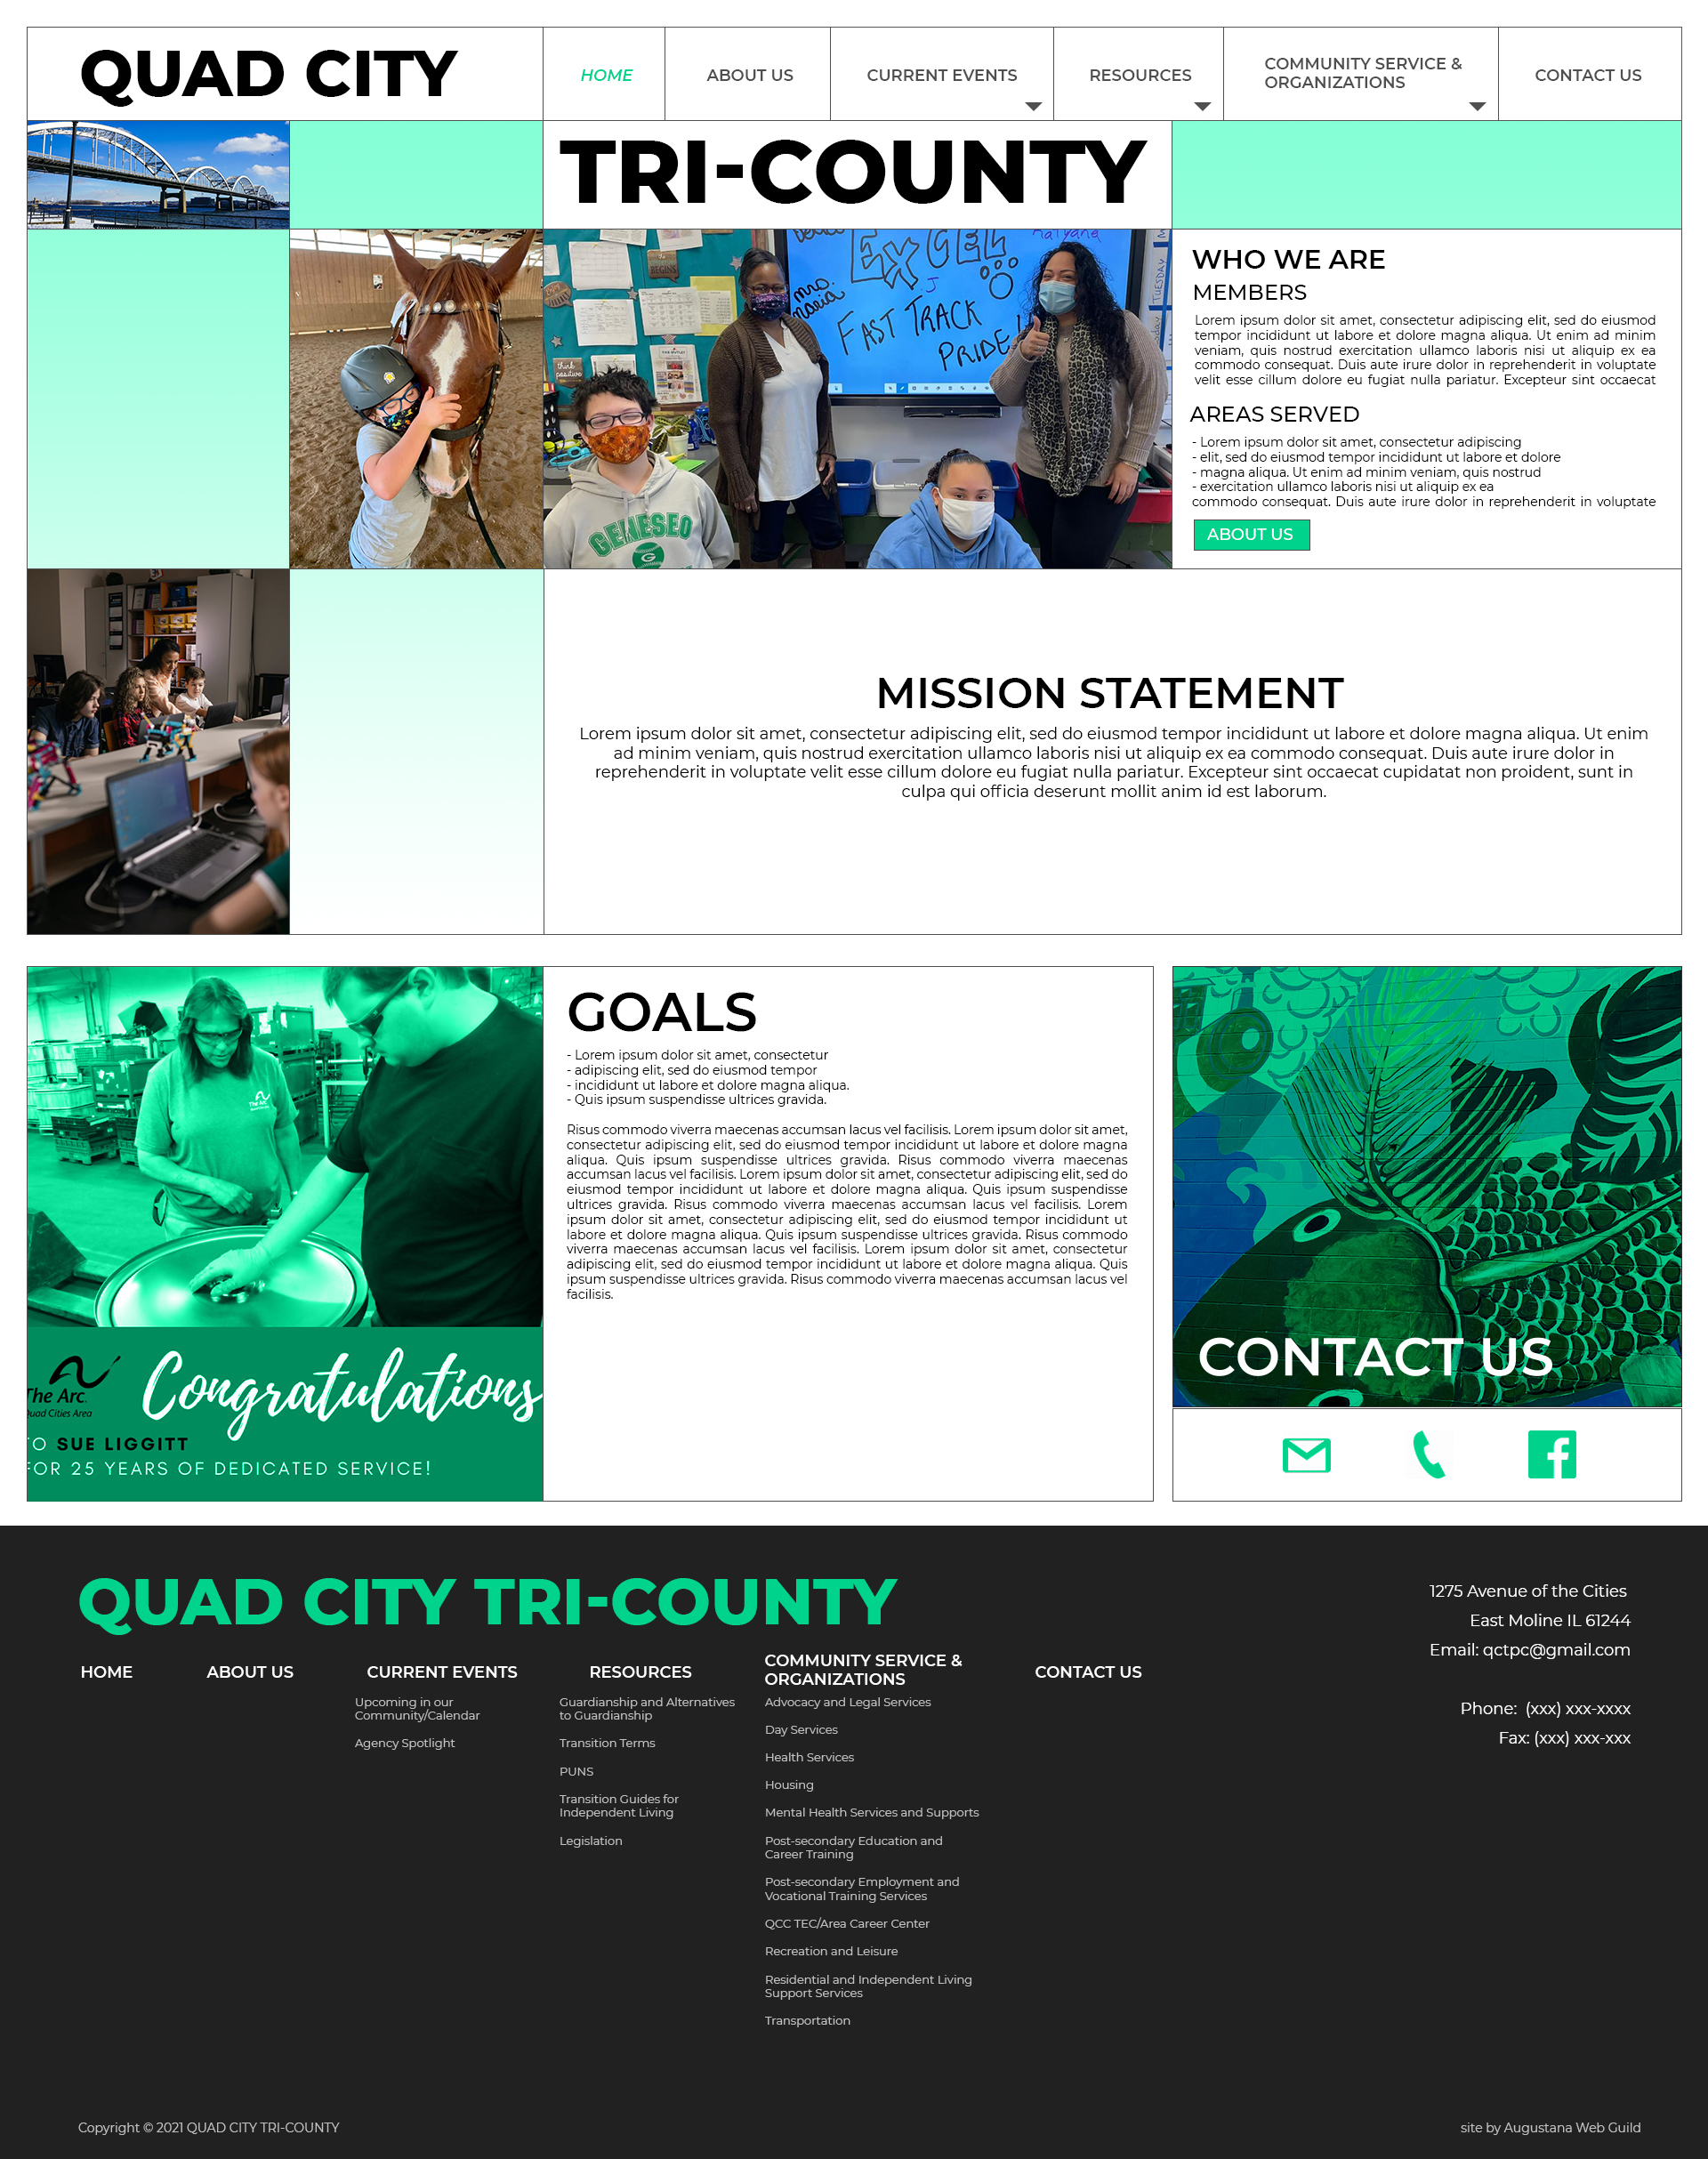 QUAD CITY
HOME
ABOUT US
CURRENT EVENTS
RESOURCES
COMMUNITY SERVICE &
ORGANIZATIONS
CONTACT US
TRI-COUNTY
EXCEL
mrs.
maria
FAST TRACK
PRIDE
think
positive
BEGINS
TUESDAY
GENESEO
G
WHO WE ARE
MEMBERS
Lorem ipsum dolor sit amet, consectetur adipiscing elit, sed do eiusmod
tempor incididunt ut labore et dolore magna aliqua. Ut enim ad minim
veniam, quis nostrud exercitation ullamco laboris nisi ut aliquip ex ea
commodo consequat. Duis aute irure dolor in reprehenderit in voluptate
velit esse cillum dolore eu fugiat nulla pariatur. Excepteur sint occaecat
AREAS SERVED
- Lorem ipsum dolor sit amet, consectetur adipiscing
- elit, sed do eiusmod tempor incididunt ut labore et dolore
- magna aliqua. Ut enim ad minim veniam, quis nostrud
- exercitation ullamco laboris nisi ut aliquip ex ea
commodo consequat. Duis aute irure dolor in reprehenderit in voluptate
ABOUT US
MISSION STATEMENT
Lorem ipsum dolor sit amet, consectetur adipiscing elit, sed do eiusmod tempor incididunt ut labore et dolore magna aliqua. Ut enim
ad minim veniam, quis nostrud exercitation ullamco laboris nisi ut aliquip ex ea commodo consequat. Duis aute irure dolor in
reprehenderit in voluptate velit esse cillum dolore eu fugiat nulla pariatur. Excepteur sint occaecat cupidatat non proident, sunt in
culpa qui officia deserunt mollit anim id est laborum.
The Arc
The Arc.
Quad Cities Area
Congratulations
TO SUE LIGGITT
FOR 25 YEARS OF DEDICATED SERVICE!
GOALS
- Lorem ipsum dolor sit amet, consectetur
- adipiscing elit, sed do eiusmod tempor
- incididunt ut labore et dolore magna aliqua.
- Quis ipsum suspendisse ultrices gravida.
Risus commodo viverra maecenas accumsan lacus vel facilisis. Lorem ipsum dolor sit amet,
consectetur adipiscing elit, sed do eiusmod tempor incididunt ut labore et dolore magna
aliqua. Quis ipsum suspendisse ultrices gravida. Risus commodo viverra maecenas
accumsan lacus vel facilisis. Lorem ipsum dolor sit amet, consectetur adipiscing elit, sed do
eiusmod tempor incididunt ut labore et dolore magna aliqua. Quis ipsum suspendisse
ultrices gravida. Risus commodo viverra maecenas accumsan lacus vel facilisis. Lorem
ipsum dolor sit amet, consectetur adipiscing elit, sed do eiusmod tempor incididunt ut
labore et dolore magna aliqua. Quis ipsum suspendisse ultrices gravida. Risus commodo
viverra maecenas accumsan lacus vel facilisis. Lorem ipsum dolor sit amet, consectetur
adipiscing elit, sed do eiusmod tempor incididunt ut labore et dolore magna aliqua. Quis
ipsum suspendisse ultrices gravida. Risus commodo viverra maecenas accumsan lacus vel
facilisis.
CONTACT US
QUAD CITY TRI-COUNTY
HOME
ABOUT US
CURRENT EVENTS
Upcoming in our
Community/Calendar
Agency Spotlight
RESOURCES
Guardianship and Alternatives
to Guardianship
Transition Terms
PUNS
Transition Guides for
Independent Living
Legislation
COMMUNITY SERVICE &
ORGANIZATIONS
Advocacy and Legal Services
Day Services
Health Services
Housing
Mental Health Services and Supports
Post-secondary Education and
Career Training
Post-secondary Employment and
Vocational Training Services
QCC TEC/Area Career Center
Recreation and Leisure
Residential and Independent Living
Support Services
Transportation
CONTACT US
1275 Avenue of the Cities
East Moline IL 61244
Email: qctpc@gmail.com
Phone: (xxx) xxx-xxxx
Fax: (xxx) xxx-xxx
Copyright © 2021 QUAD CITY TRI-COUNTY
site by Augustana Web Guild